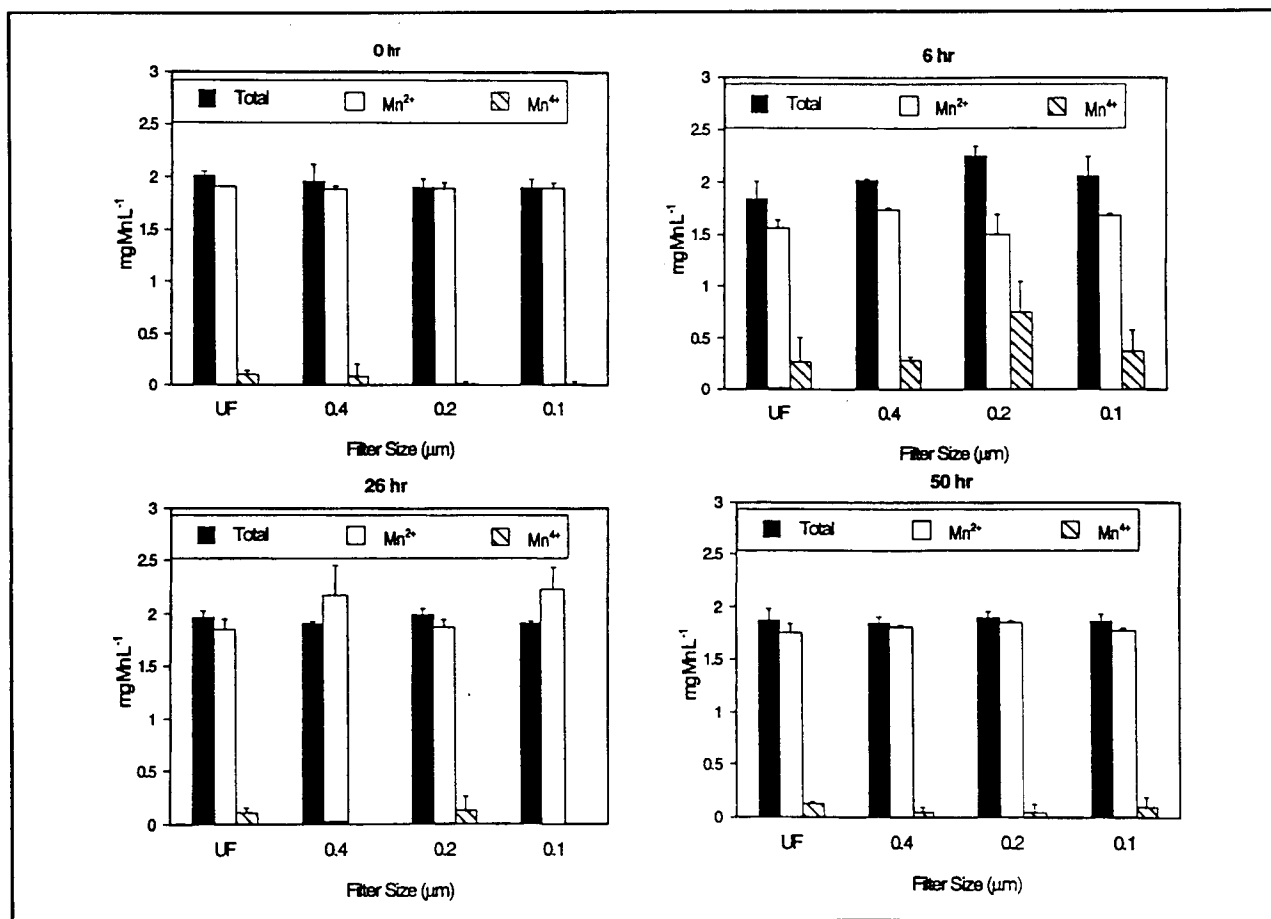 0 hr
3
2.5
2
1.5
1
0.5
0
mgMnL⁻¹
Total Mn²⁺ Mn⁴⁺
UF 0.4 0.2 0.1
Filter Size (µm)
6 hr
3
2.5
2
1.5
1
0.5
0
mgMnL⁻¹
Total Mn²⁺ Mn⁴⁺
UF 0.4 0.2 0.1
Filter Size (µm)
26 hr
3
2.5
2
1.5
1
0.5
0
mgMnL⁻¹
Total Mn²⁺ Mn⁴⁺
UF 0.4 0.2 0.1
Filter Size (µm)
50 hr
3
2.5
2
1.5
1
0.5
0
mgMnL⁻¹
Total Mn²⁺ Mn⁴⁺
UF 0.4 0.2 0.1
Filter Size (µm)